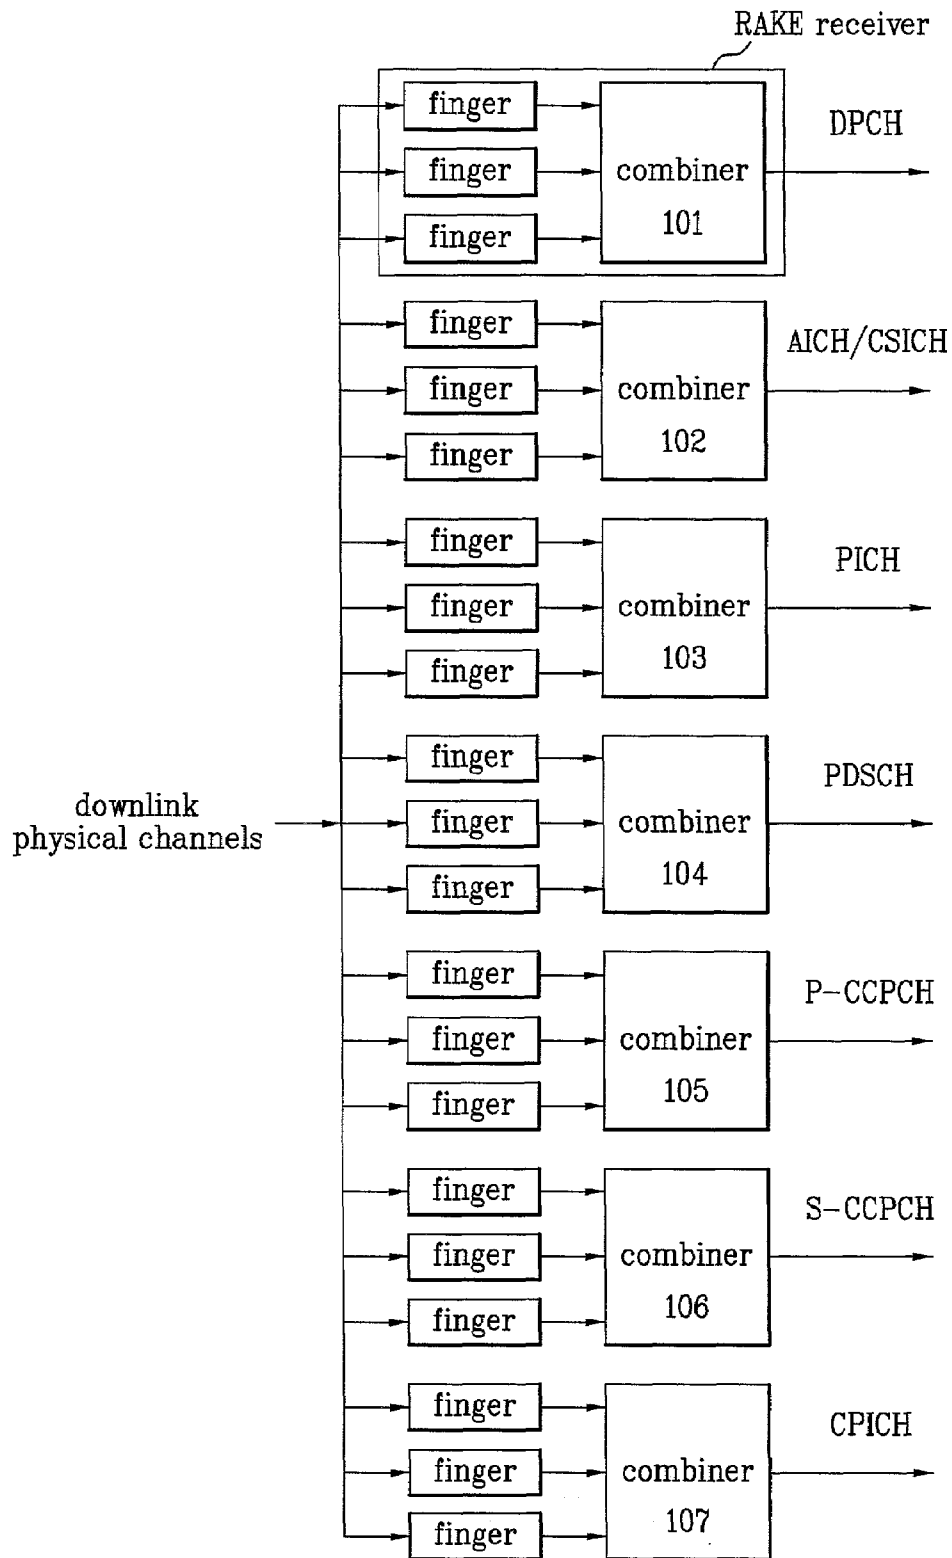 RAKE receiver
finger
finger
finger
combiner
101
DPCH
finger
finger
finger
combiner
102
AICH/CSICH
finger
finger
finger
combiner
103
PICH
downlink
physical channels
finger
finger
finger
combiner
104
PDSCH
finger
finger
finger
combiner
105
P-CCPCH
finger
finger
finger
combiner
106
S-CCPCH
finger
finger
finger
combiner
107
CPICH